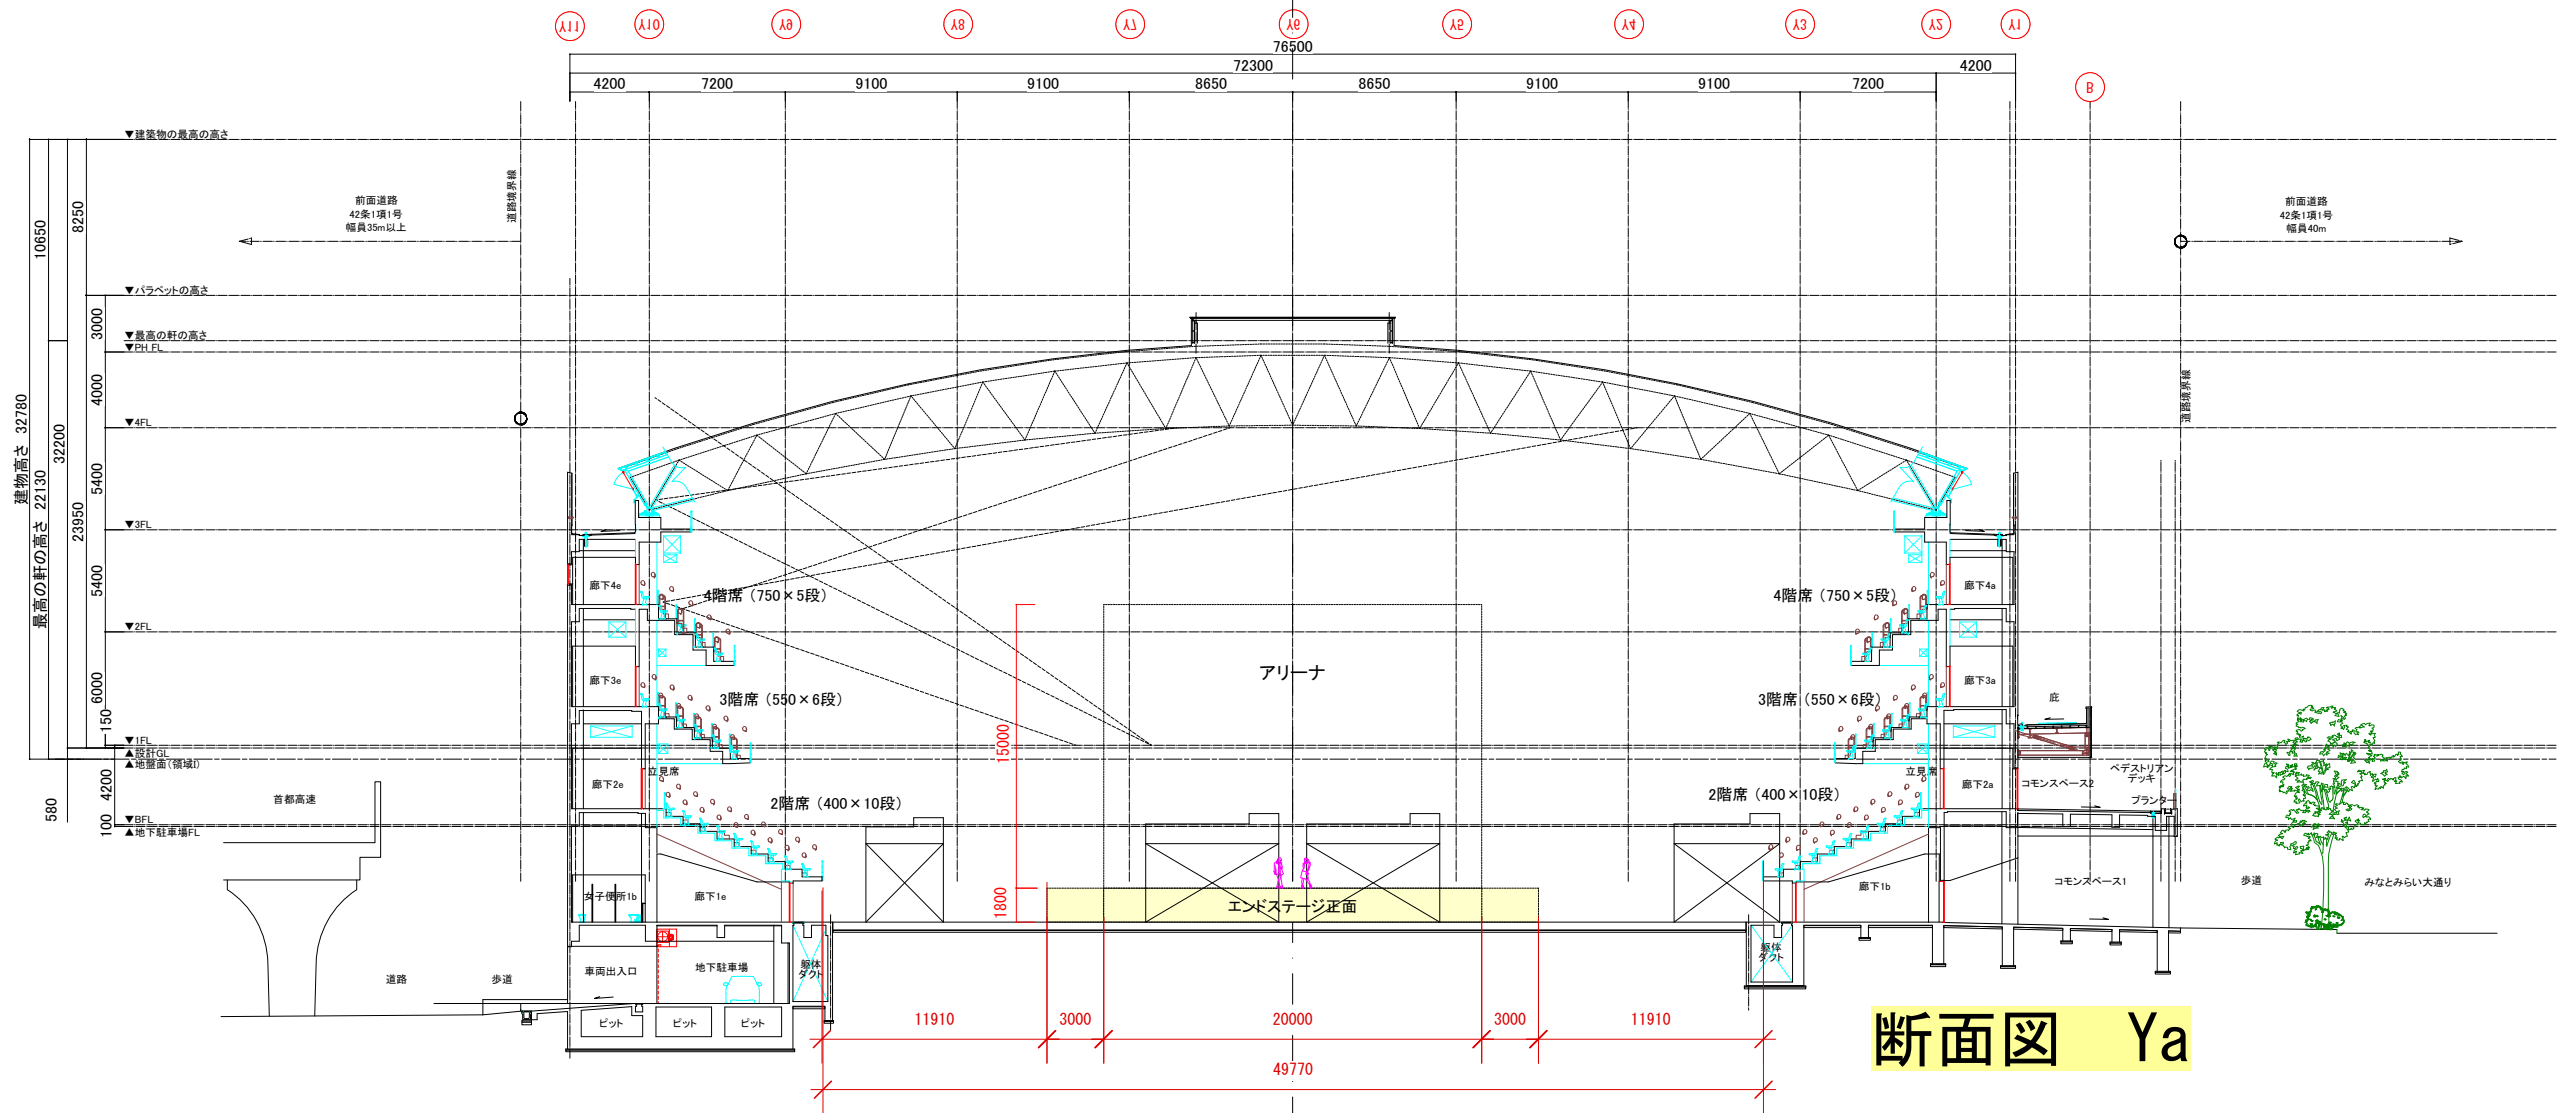 Y11 Y10 Y9 Y8 Y7 Y6 Y5 Y4 Y3 Y2 Y1
76500
72300
4200 7200 9100 9100 8650 8650 9100 9100 7200 4200
B
▼建築物の最高の高さ
道路境界線
前面道路
42条1項1号
幅員35m以上
前面道路
42条1項1号
幅員40m
道路境界線
▼パラペットの高さ
▼最高の軒の高さ
▼PH FL
▼4FL
▼3FL
▼2FL
▼1FL
▲設計GL
▲地盤面(領域I)
▼BFL
▲地下駐車場FL
建物高さ 32780
最高の軒の高さ 22130
10650
32200
8250
23950
3000
4000
5400
5400
6000
150
4200
100
580
廊下4e
4階席(750×5段)
4階席(750×5段)
廊下4a
廊下3e
3階席(550×6段)
アリーナ
3階席(550×6段)
廊下3a
庇
廊下2e
立見席
2階席(400×10段)
2階席(400×10段)
立見席
廊下2a
コモンスペース2
ペデストリアン
デッキ
プランター
15000
1800
首都高速
女子便所1b
廊下1e
エンドステージ正面
廊下1b
コモンスペース1
歩道
みなとみらい大通り
道路
歩道
車両出入口
地下駐車場
躯体
ダクト
躯体
ダクト
ピット
ピット
ピット
11910 3000 20000 3000 11910
49770
断面図 Ya